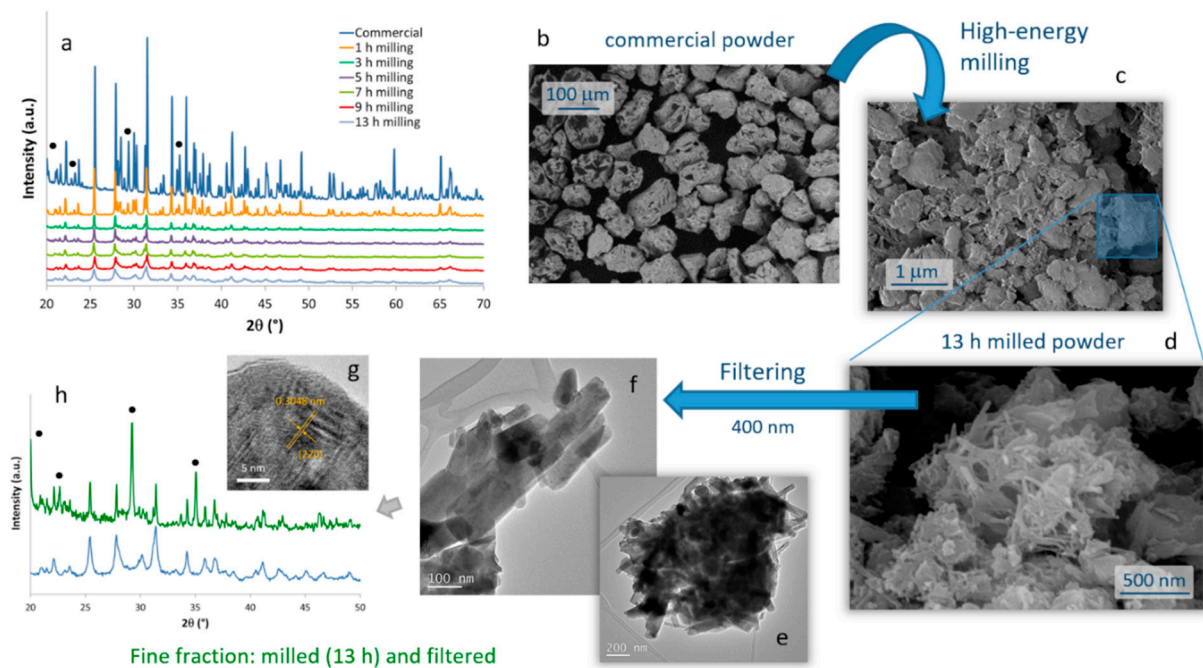 a
Commercial
1 h milling
3 h milling
5 h milling
7 h milling
9 h milling
13 h milling
Intensity (a.u.)
20 25 30 35 40 45 50 55 60 65 70
2θ (°)
b
commercial powder
100 μm
High-energy
milling
c
1 μm
13 h milled powder
d
500 nm
Filtering
400 nm
f
100 nm
e
200 nm
g
0.3048 nm
(220)
5 nm
h
Intensity (a.u.)
20 25 30 35 40 45 50
2θ (°)
Fine fraction: milled (13 h) and filtered